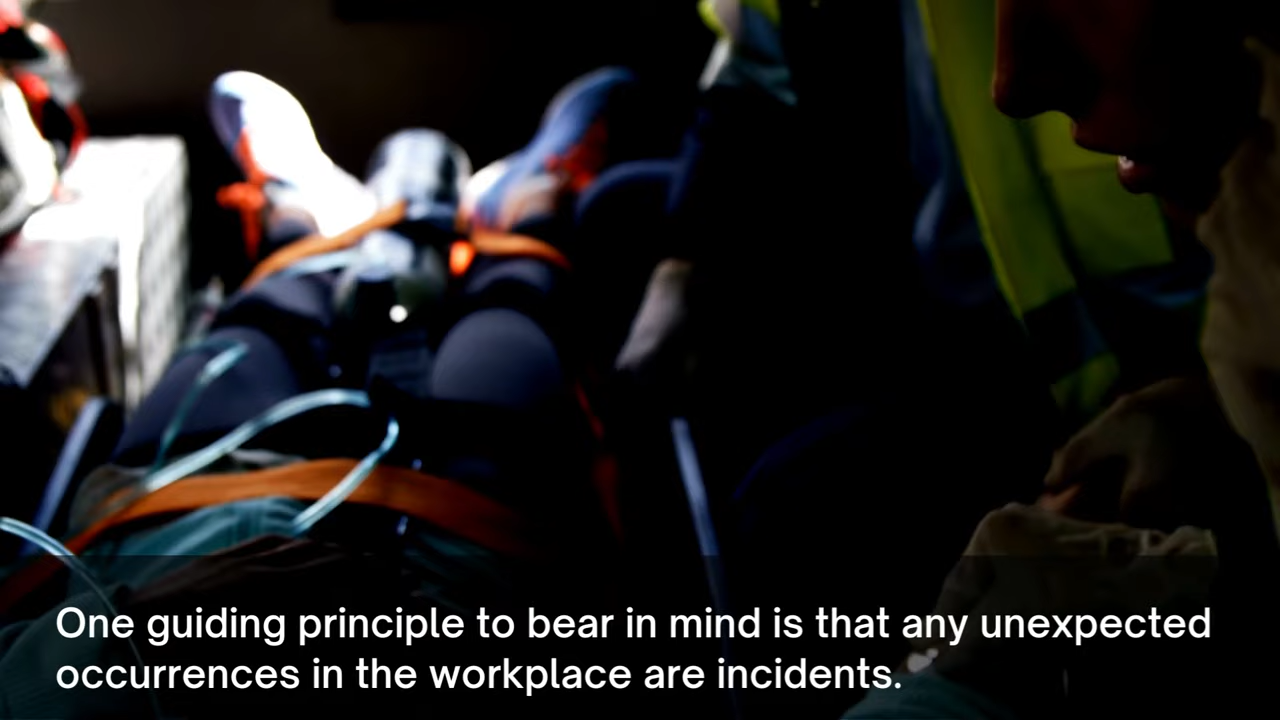 One guiding principle to bear in mind is that any unexpected
occurrences in the workplace are incidents.